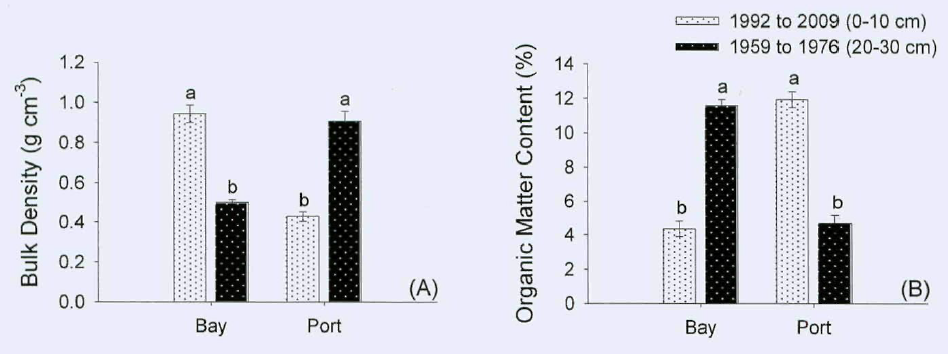 1992 to 2009 (0-10 cm)
1959 to 1976 (20-30 cm)
Bulk Density (g cm-3)
1.2
1.0
0.8
0.6
0.4
0.2
0.0
a
b
b
a
Bay
Port
(A)
Organic Matter Content (%)
14
12
10
8
6
4
2
0
b
a
a
b
Bay
Port
(B)